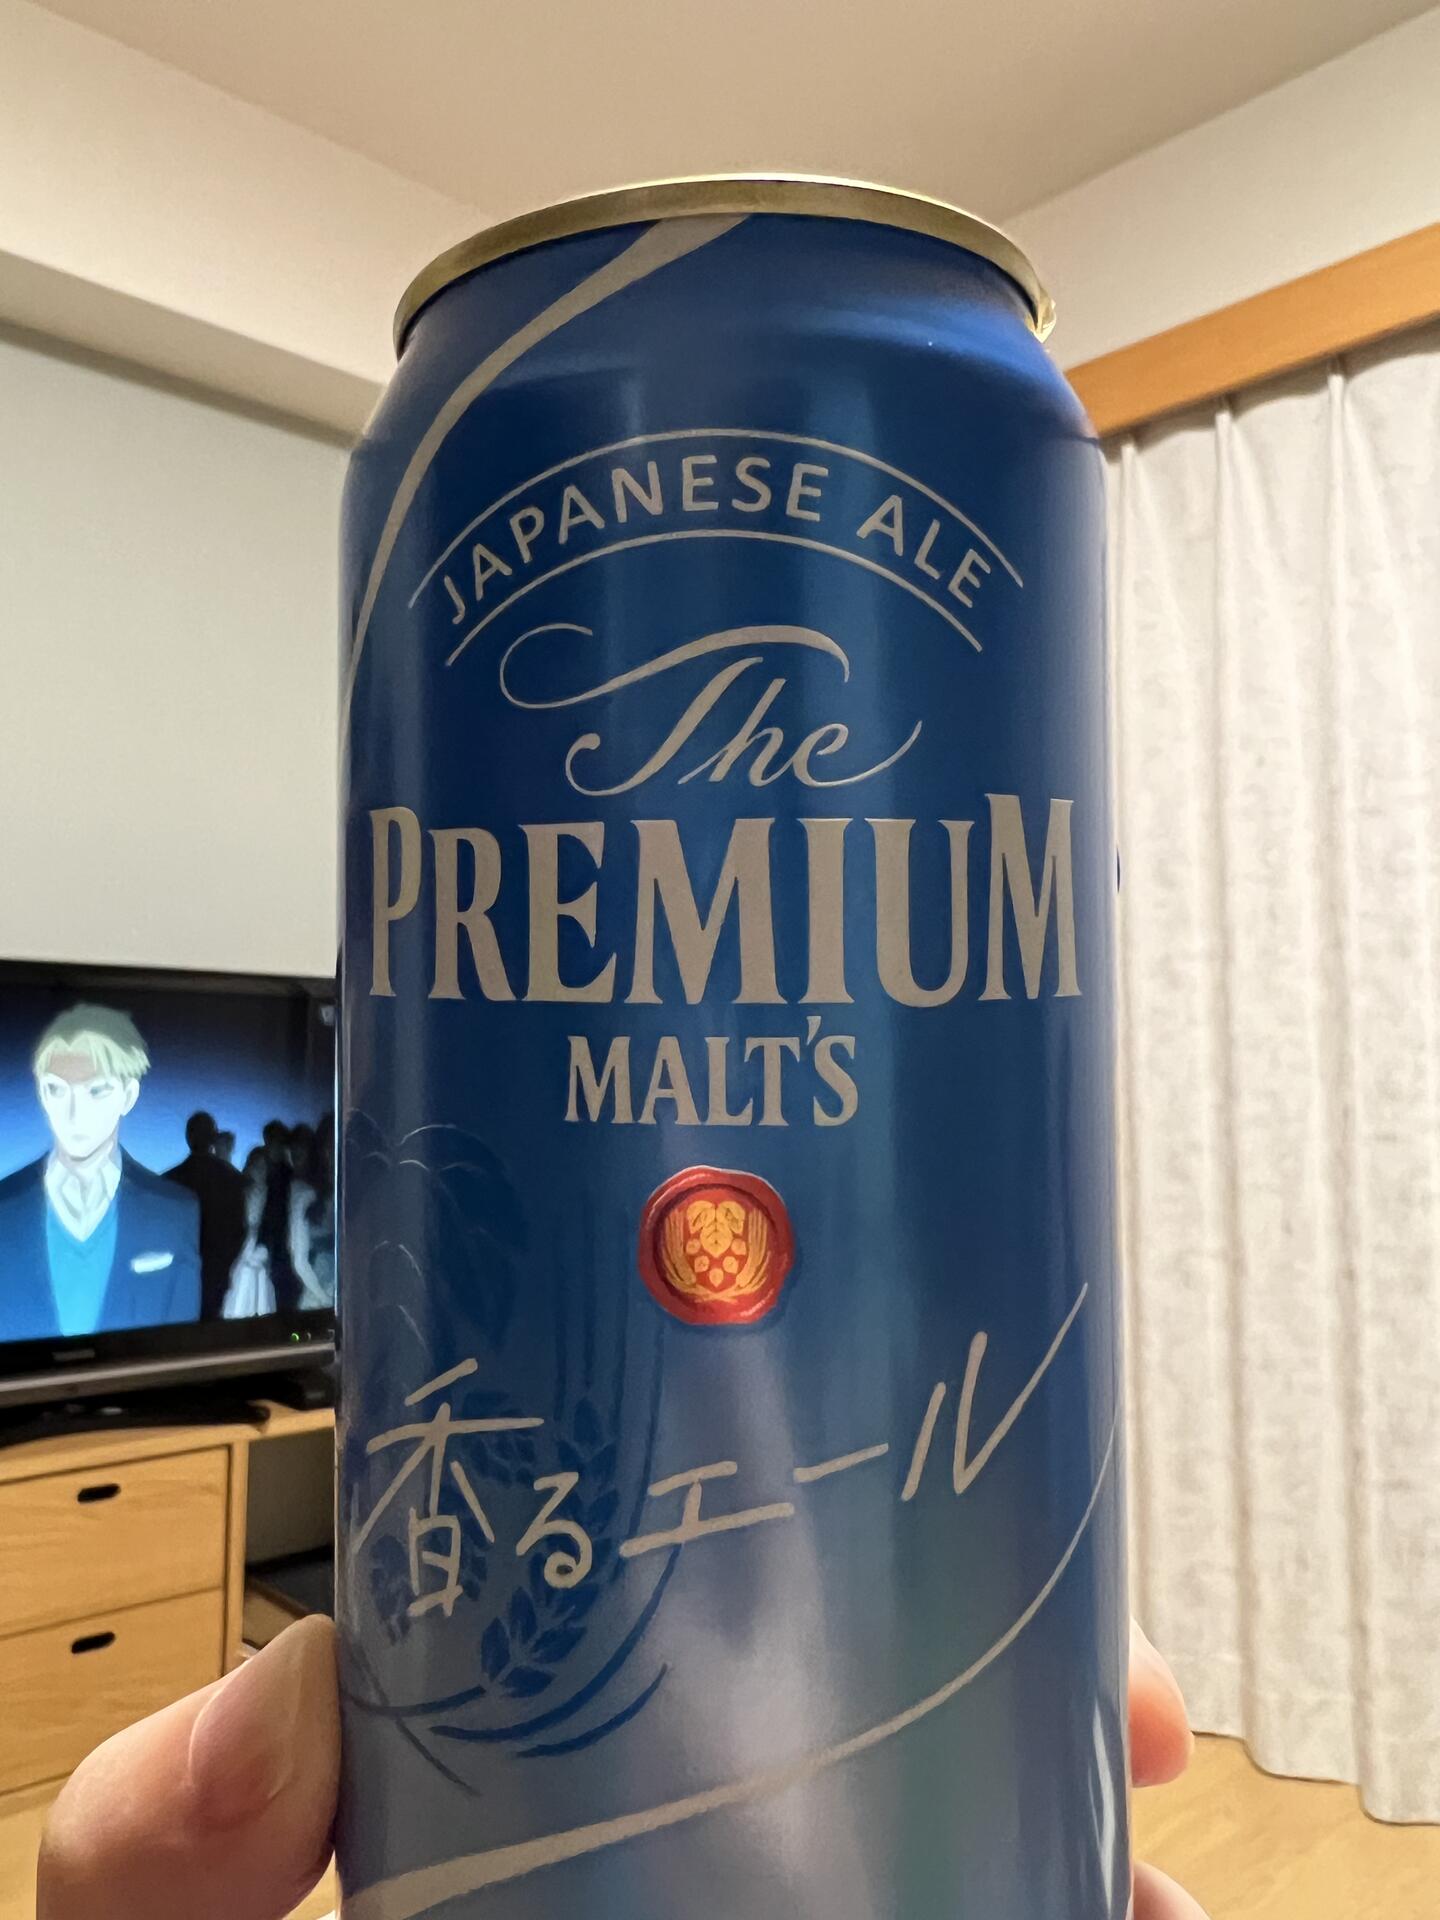 JAPANESE ALE
The
PREMIUM
MALT'S
香るエール